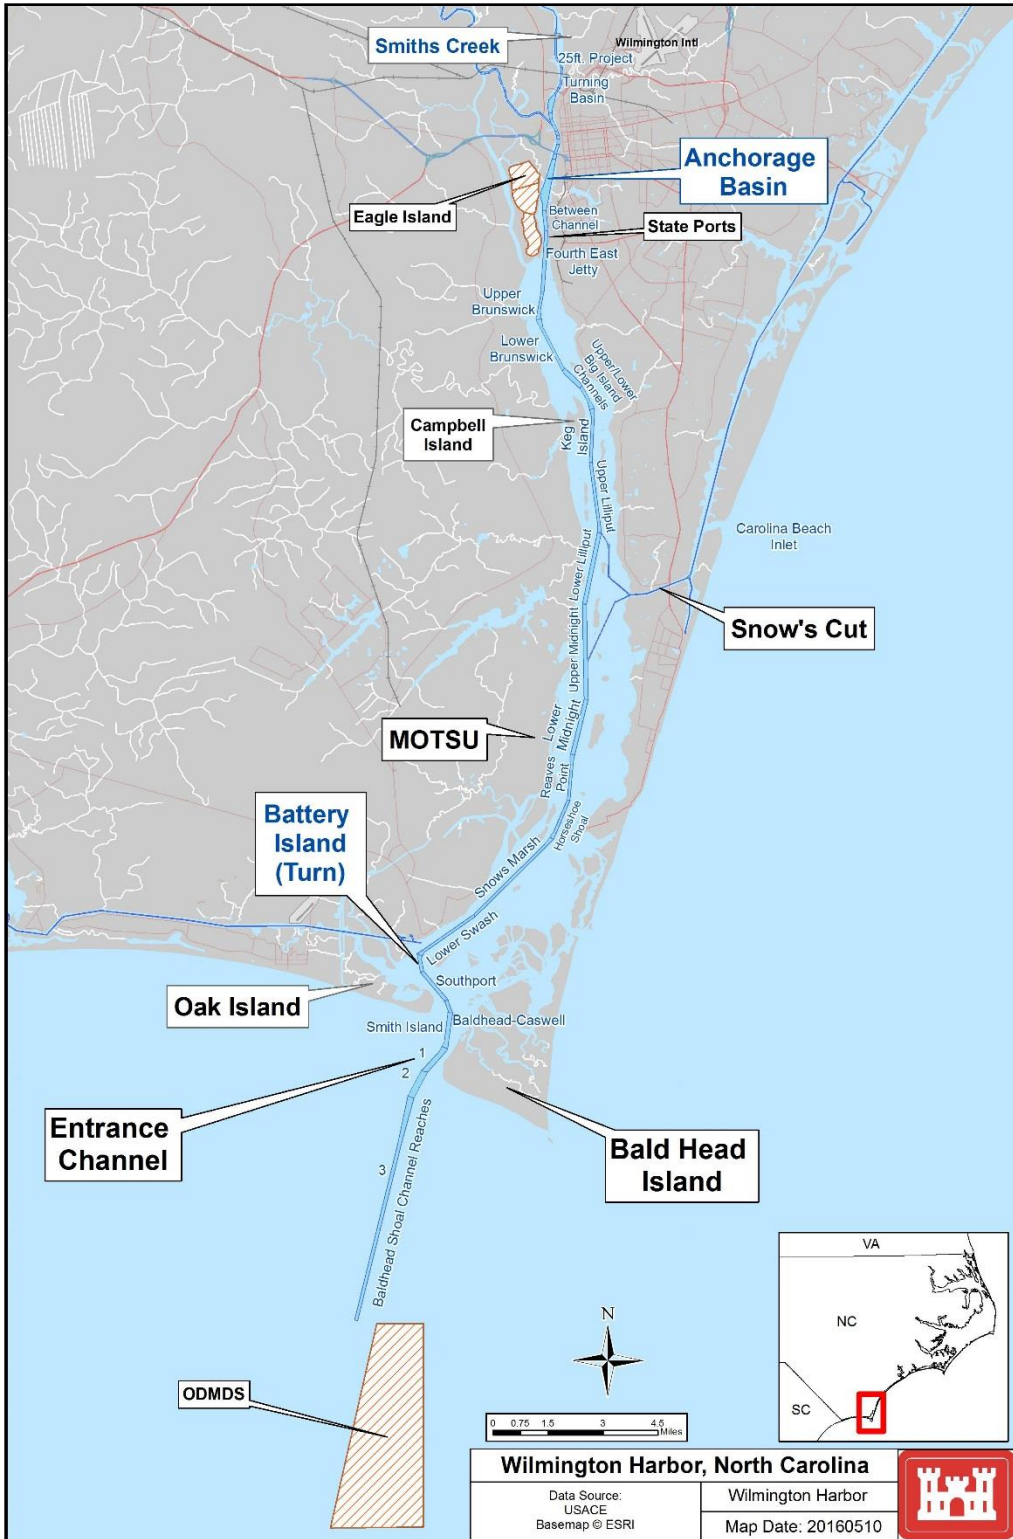 Smiths Creek
Wilmington Intl
25ft. Project
Turning
Basin
Anchorage
Basin
Eagle Island
Between
Channel
State Ports
Fourth East
Jetty
Upper
Brunswick
Lower
Brunswick
Upper/Lower
Big Island
Channels
Campbell
Island
Keg
Island
Upper Lilliput
Carolina Beach
Inlet
Lower Lilliput
Snow's Cut
Upper Midnight
Lower
Midnight
MOTSU
Reaves
Point
Horseshoe
Shoal
Battery
Island
(Turn)
Snows Marsh
Lower Swash
Southport
Oak Island
Smith Island
Baldhead-Caswell
1
2
Entrance
Channel
Bald Head
Island
3
Baldhead Shoal Channel Reaches
ODMDS
N
VA
NC
SC
0 0.75 1.5 3 4.5
Miles
Wilmington Harbor, North Carolina
Data Source:
USACE
Basemap © ESRI
Wilmington Harbor
Map Date: 20160510